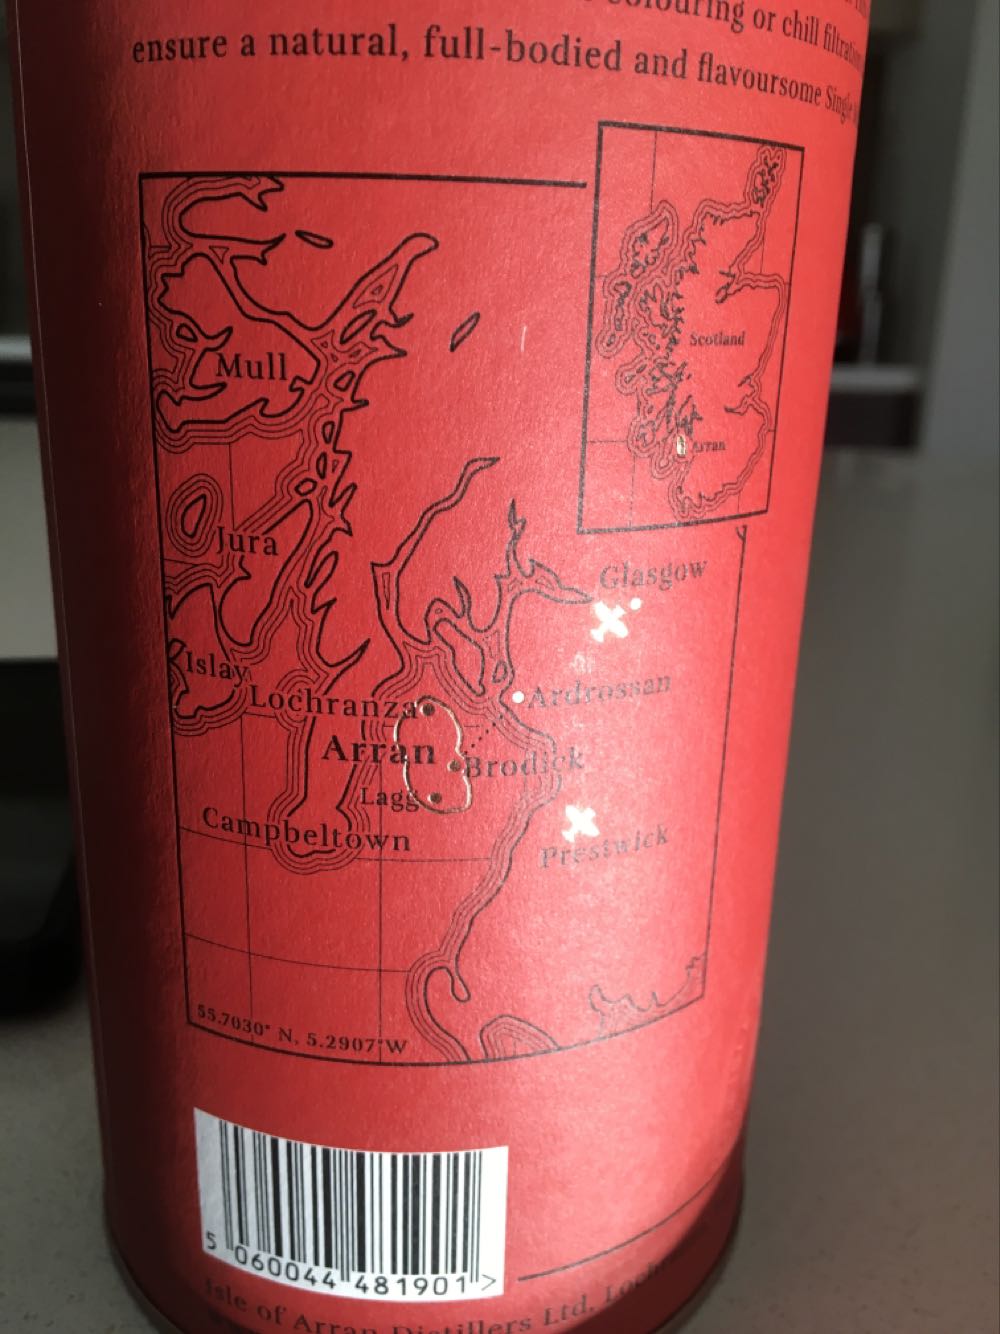 colouring or chill filtration
ensure a natural, full-bodied and flavoursome Single
Scotland
Arran
Mull
Jura
Glasgow
Islay
Lochranza
Ardrossan
Arran
Brodick
Lagg
Campbeltown
Prestwick
55.7030° N, 5.2907°W
5 060044 481901 >
Isle of Arran Distillers Ltd,